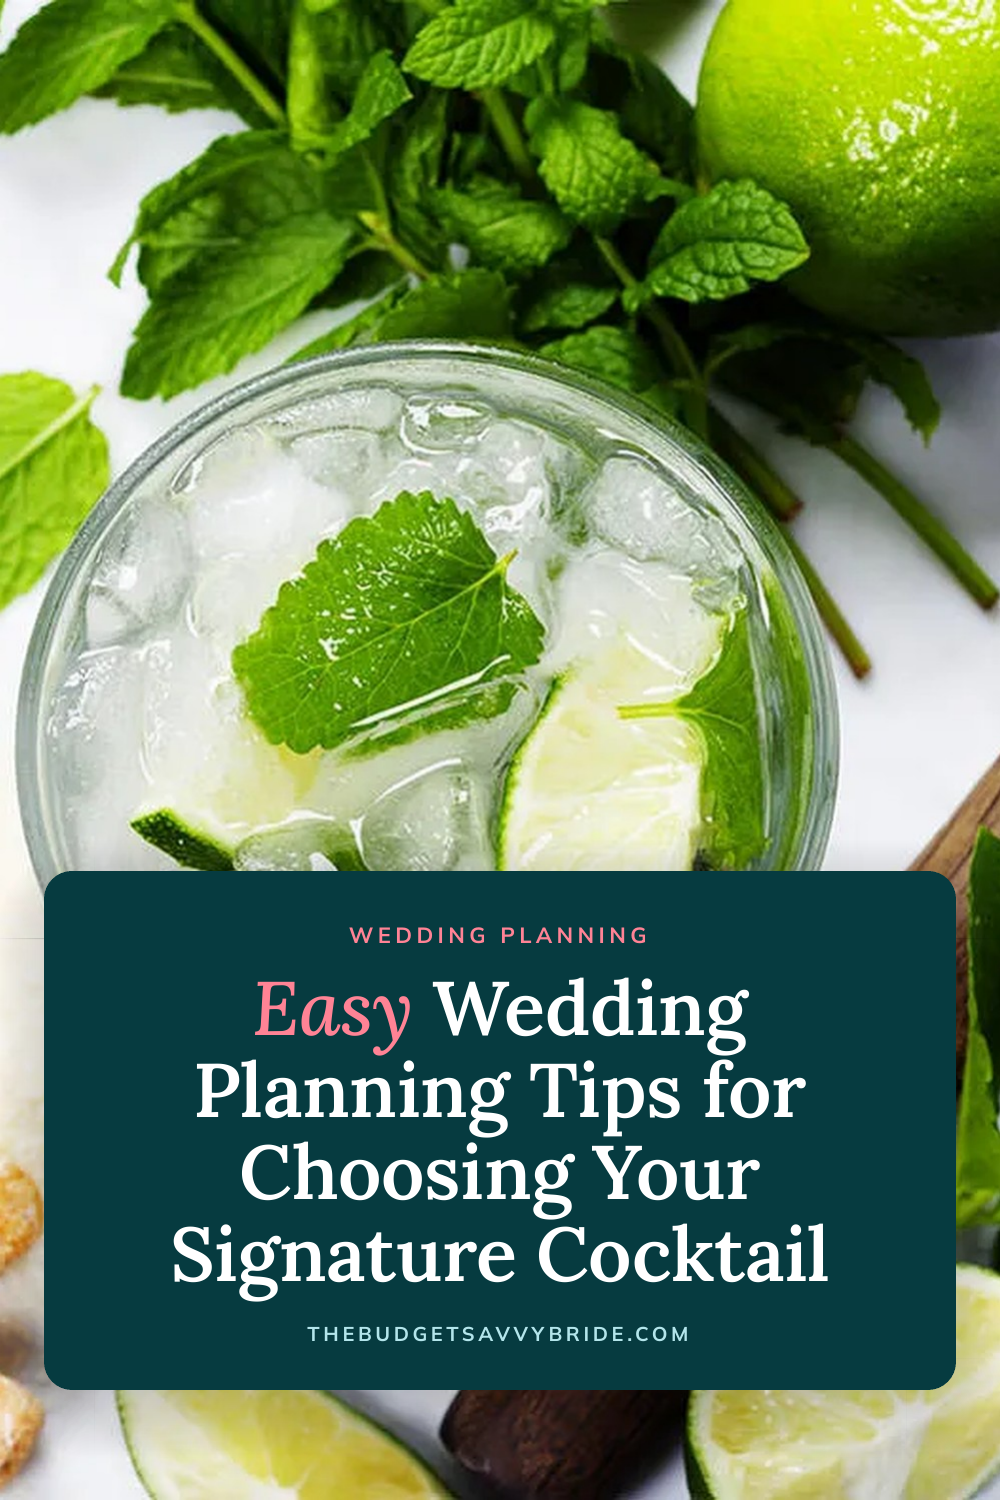 WEDDING PLANNING
Easy Wedding
Planning Tips for
Choosing Your
Signature Cocktail
THEBUDGETSAVVYBRIDE.COM